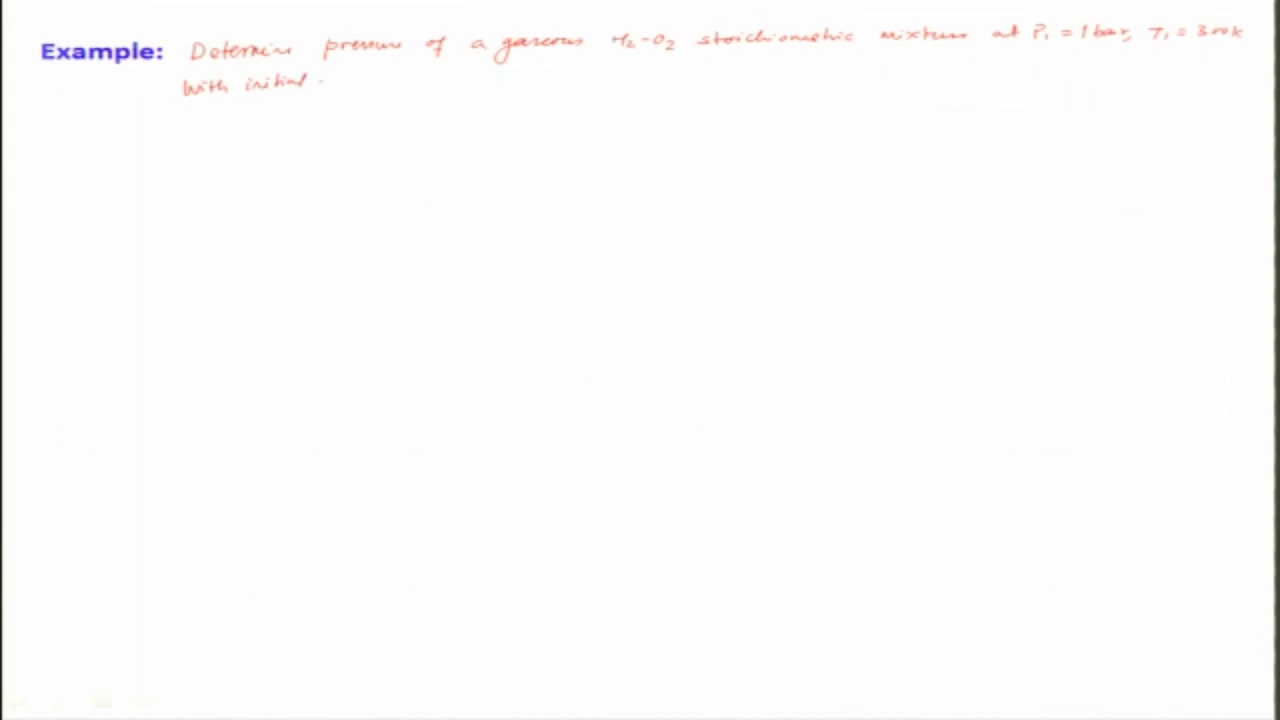 Example: Determine pressure of a gaseous H2-O2 stoichiometric mixture at P1 = 1 bar, T1 = 300K
with initial